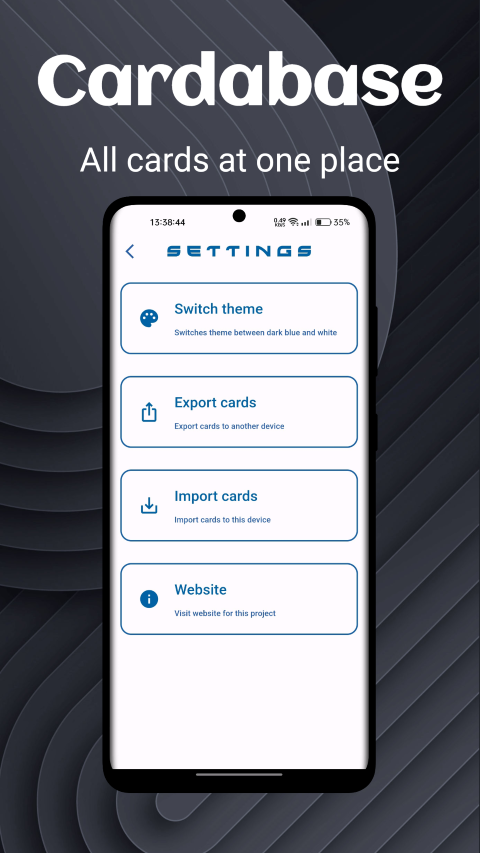 Cardabase
All cards at one place
13:38:44 0.49 KB/S 35%
SETTINGS
Switch theme
Switches theme between dark blue and white
Export cards
Export cards to another device
Import cards
Import cards to this device
Website
Visit website for this project